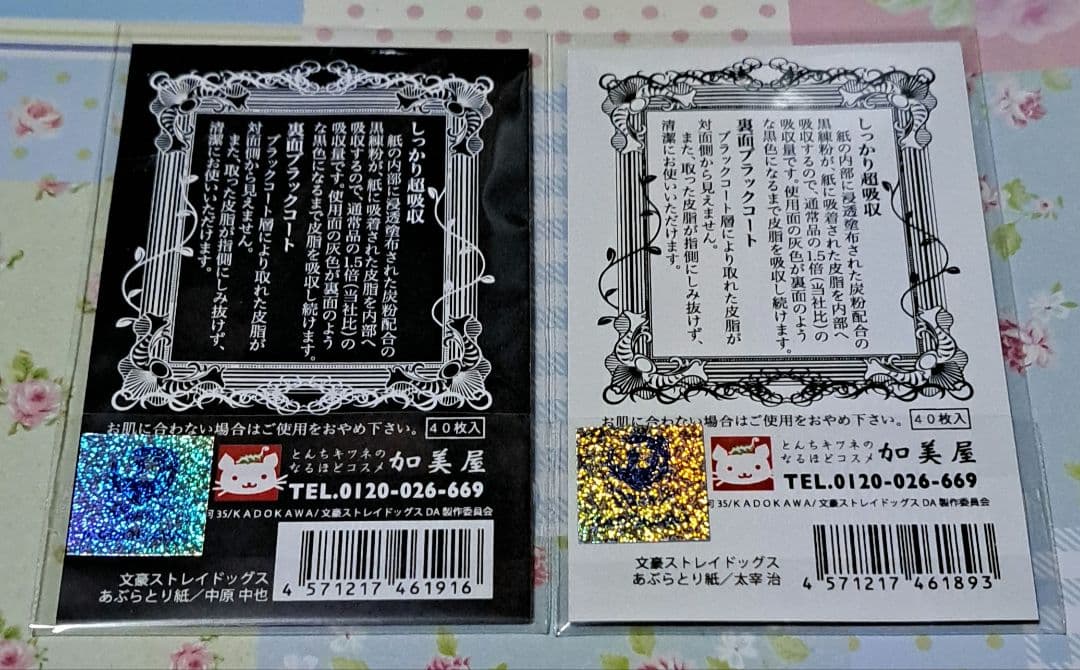 しっかり超吸収
紙の内部に浸透塗布された炭粉配合の
黒練粉が、紙に吸着された皮脂を内部へ
吸収するので、通常品の1.5倍(当社比)の
吸収量です。使用面の灰色が裏面のよう
な黒色になるまで皮脂を吸収し続けます。
裏面ブラックコート
ブラックコート層により取れた皮脂が
対面側から見えません。
また、取った皮脂が指側にしみ抜けず、
清潔にお使いいただけます。
お肌に合わない場合はご使用をおやめ下さい。 40枚入
とんちキツネの
なるほどコスメ 加美屋
TEL.0120-026-669
35/KADOKAWA/文豪ストレイドッグスDA製作委員会
文豪ストレイドッグス
あぶらとり紙/中原 中也
4 571217 461916
しっかり超吸収
紙の内部に浸透塗布された炭粉配合の
黒練粉が、紙に吸着された皮脂を内部へ
吸収するので、通常品の1.5倍(当社比)の
吸収量です。使用面の灰色が裏面のよう
な黒色になるまで皮脂を吸収し続けます。
裏面ブラックコート
ブラックコート層により取れた皮脂が
対面側から見えません。
また、取った皮脂が指側にしみ抜けず、
清潔にお使いいただけます。
お肌に合わない場合はご使用をおやめ下さい。 40枚入
とんちキツネの
なるほどコスメ 加美屋
TEL.0120-026-669
35/KADOKAWA/文豪ストレイドッグスDA製作委員会
文豪ストレイドッグス
あぶらとり紙/太宰 治
4 571217 461893